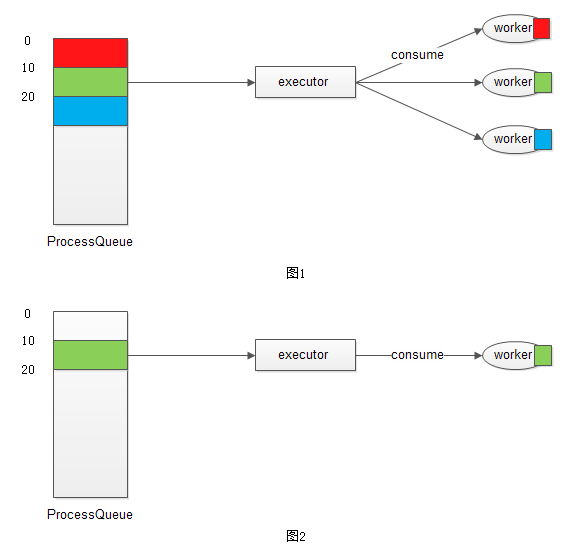 0
10
20
executor
consume
worker
worker
worker
ProcessQueue
图1
0
10
20
executor
consume
worker
ProcessQueue
图2